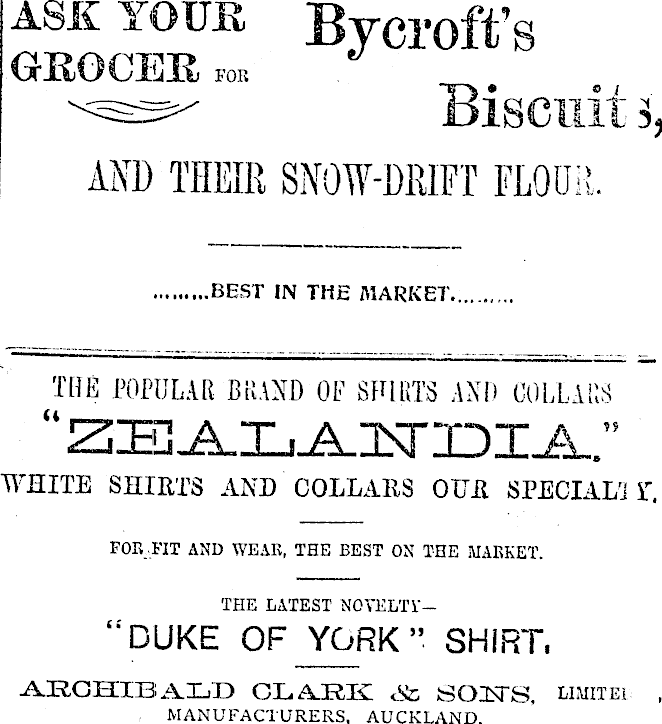 ASK YOUR
GROCER FOR
Bycroft's
Biscuits,
AND THEIR SNOW-DRIFT FLOUR.
.........BEST IN THE MARKET..........
THE POPULAR BRAND OF SHIRTS AND COLLARS
"ZEALANDIA."
WHITE SHIRTS AND COLLARS OUR SPECIALTY.
FOR FIT AND WEAR, THE BEST ON THE MARKET.
THE LATEST NOVELTY—
"DUKE OF YORK" SHIRT.
ARCHIBALD CLARK & SONS, LIMITED,
MANUFACTURERS, AUCKLAND.